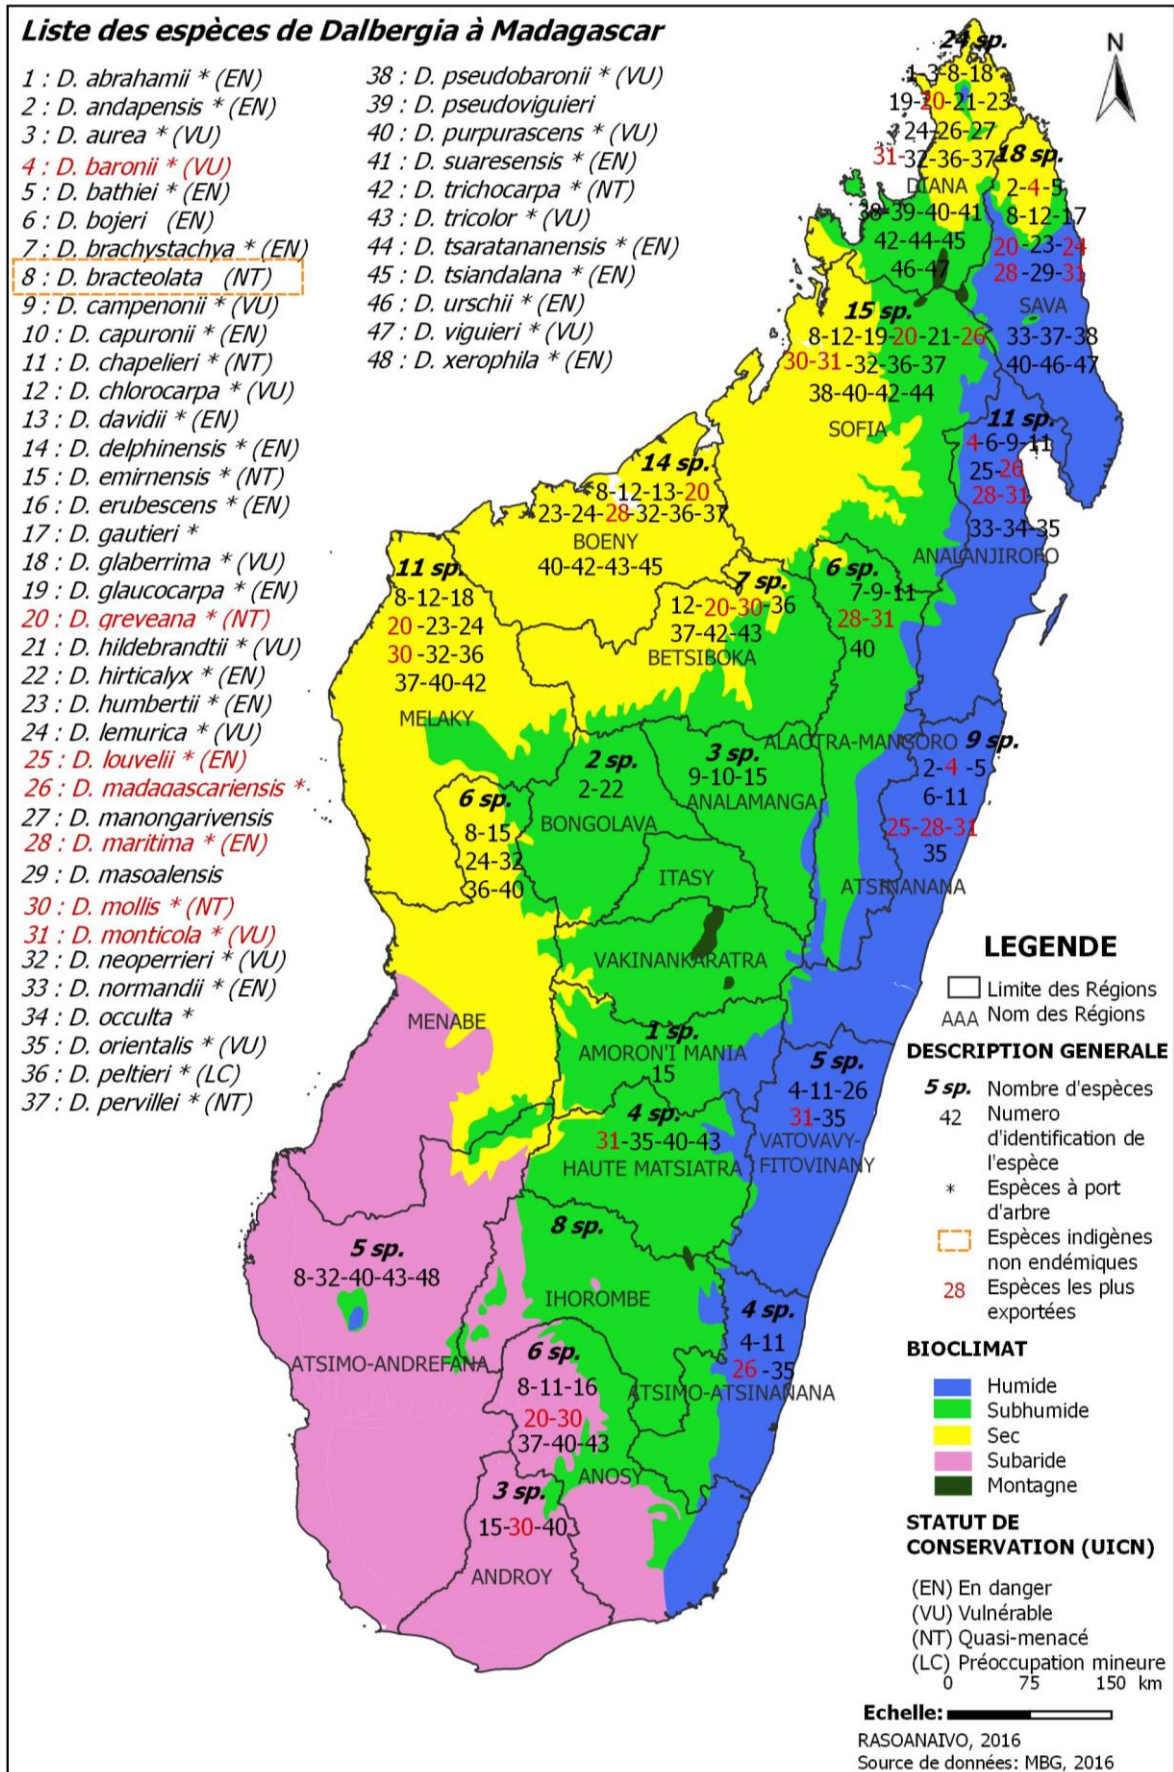 Liste des espèces de Dalbergia à Madagascar
1 : D. abrahamii * (EN)
2 : D. andapensis * (EN)
3 : D. aurea * (VU)
4 : D. baronii * (VU)
5 : D. bathiei * (EN)
6 : D. bojeri (EN)
7 : D. brachystachya * (EN)
8 : D. bracteolata (NT)
9 : D. campenonii * (VU)
10 : D. capuronii * (EN)
11 : D. chapelieri * (NT)
12 : D. chlorocarpa * (VU)
13 : D. davidii * (EN)
14 : D. delphinensis * (EN)
15 : D. emirnensis * (NT)
16 : D. erubescens * (EN)
17 : D. gautieri *
18 : D. glaberrima * (VU)
19 : D. glaucocarpa * (EN)
20 : D. greveana * (NT)
21 : D. hildebrandtii * (VU)
22 : D. hirticalyx * (EN)
23 : D. humbertii * (EN)
24 : D. lemurica * (VU)
25 : D. louvelii * (EN)
26 : D. madagascariensis *
27 : D. manongarivensis
28 : D. maritima * (EN)
29 : D. masoalensis
30 : D. mollis * (NT)
31 : D. monticola * (VU)
32 : D. neoperrieri * (VU)
33 : D. normandii * (EN)
34 : D. occulta *
35 : D. orientalis * (VU)
36 : D. peltieri * (LC)
37 : D. pervillei * (NT)
38 : D. pseudobaronii * (VU)
39 : D. pseudoviguieri
40 : D. purpurascens * (VU)
41 : D. suaresensis * (EN)
42 : D. trichocarpa * (NT)
43 : D. tricolor * (VU)
44 : D. tsaratananensis * (EN)
45 : D. tsiandalana * (EN)
46 : D. urschii * (EN)
47 : D. viguieri * (VU)
48 : D. xerophila * (EN)
N
24 sp.
1-3-8-18
19-20-21-23
24-26-27
31-32-36-37
DIANA
38-39-40-41
42-44-45
46-47
18 sp.
2-4-5
8-12-17
20-23-24
28-29-31
SAVA
33-37-38
40-46-47
15 sp.
8-12-19-20-21-26
30-31-32-36-37
38-40-42-44
SOFIA
11 sp.
4-6-9-11
25-26
28-31
33-34-35
ANALANJIROFO
14 sp.
8-12-13-20
23-24-28-32-36-37
BOENY
40-42-43-45
11 sp.
8-12-18
20-23-24
30-32-36
37-40-42
MELAKY
7 sp.
12-20-30-36
37-42-43
BETSIBOKA
6 sp.
7-9-11
28-31
40
ALAOTRA-MANGORO
9 sp.
2-4-5
6-11
25-28-31
35
ATSINANANA
2 sp.
2-22
BONGOLAVA
3 sp.
9-10-15
ANALAMANGA
6 sp.
8-15
24-32
36-40
ITASY
VAKINANKARATRA
MENABE
1 sp.
AMORON'I MANIA
15
5 sp.
4-11-26
31-35
VATOVAVY-
FITOVINANY
4 sp.
31-35-40-43
HAUTE MATSIATRA
8 sp.
IHOROMBE
5 sp.
8-32-40-43-48
ATSIMO-ANDREFANA
6 sp.
8-11-16
20-30
37-40-43
ANOSY
4 sp.
4-11
26-35
ATSIMO-ATSINANANA
3 sp.
15-30-40
ANDROY
LEGENDE
Limite des Régions
AAA Nom des Régions
DESCRIPTION GENERALE
5 sp. Nombre d'espèces
42 Numero
d'identification de
l'espèce
* Espèces à port
d'arbre
Espèces indigènes
non endémiques
28 Espèces les plus
exportées
BIOCLIMAT
Humide
Subhumide
Sec
Subaride
Montagne
STATUT DE
CONSERVATION (UICN)
(EN) En danger
(VU) Vulnérable
(NT) Quasi-menacé
(LC) Préoccupation mineure
0 75 150 km
Echelle:
RASOANAIVO, 2016
Source de données: MBG, 2016